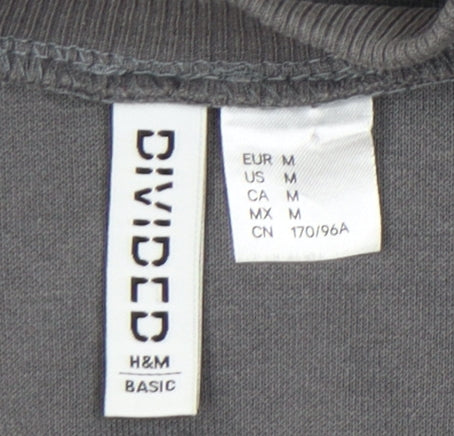 DIVIDED
H&M
BASIC
EUR M
US M
CA M
MX M
CN 170/96A